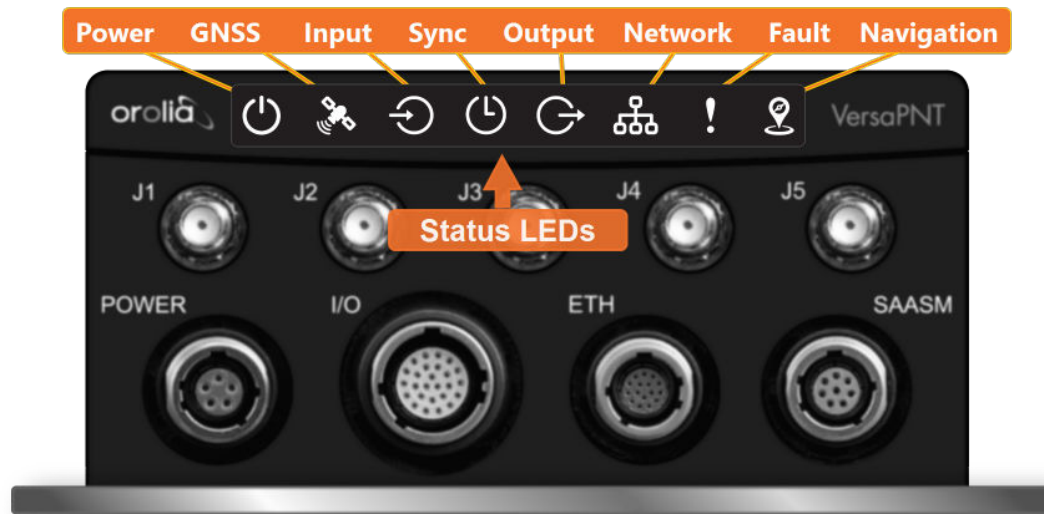 Power GNSS Input Sync Output Network Fault Navigation
orolia VersaPNT
J1 J2 J3 J4 J5
Status LEDs
POWER I/O ETH SAASM